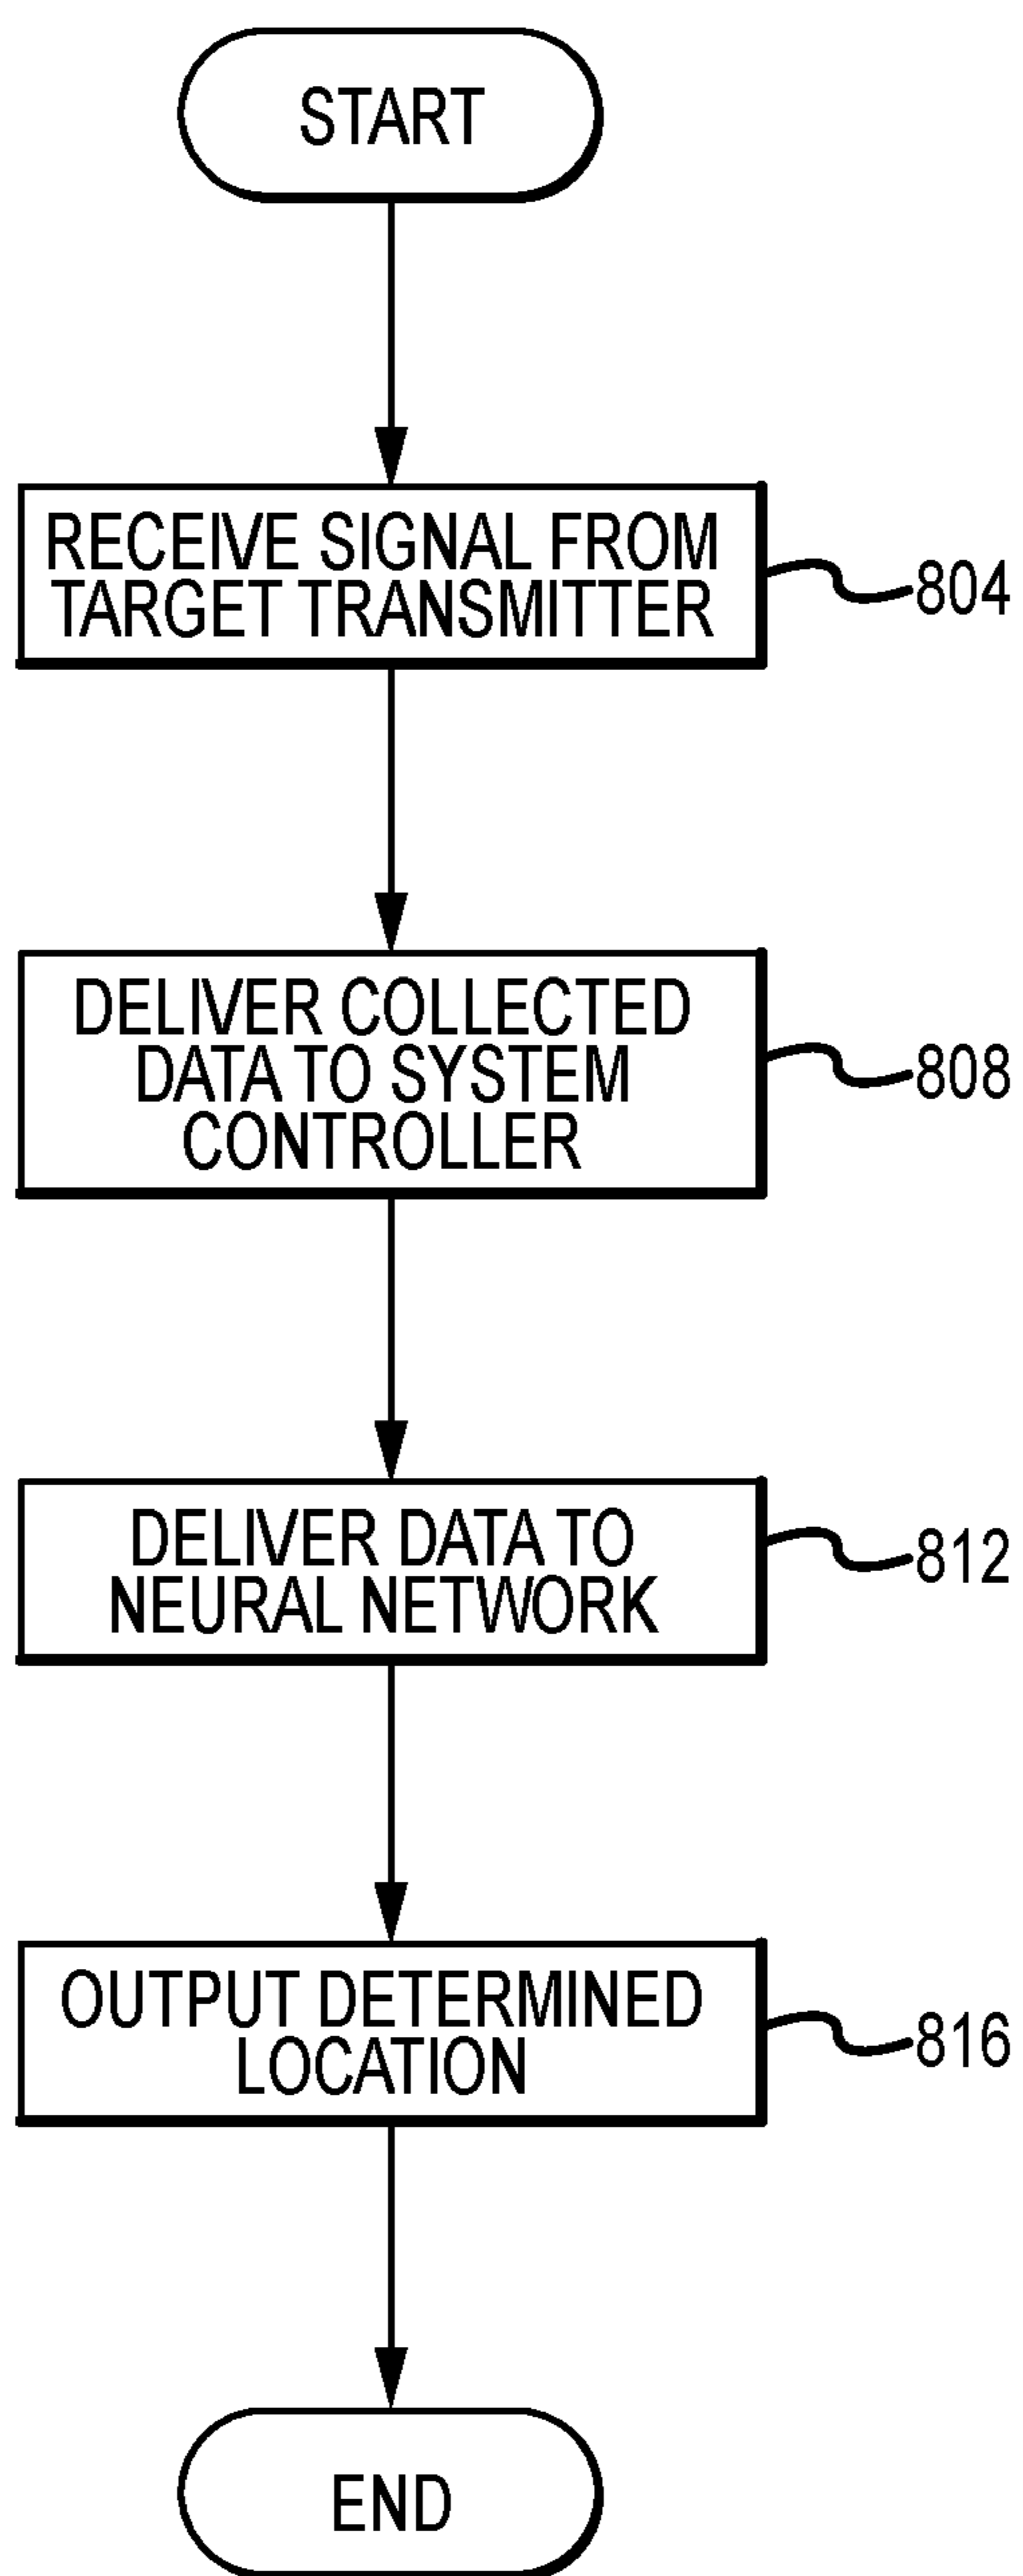 START
RECEIVE SIGNAL FROM
TARGET TRANSMITTER
804
DELIVER COLLECTED
DATA TO SYSTEM
CONTROLLER
808
DELIVER DATA TO
NEURAL NETWORK
812
OUTPUT DETERMINED
LOCATION
816
END